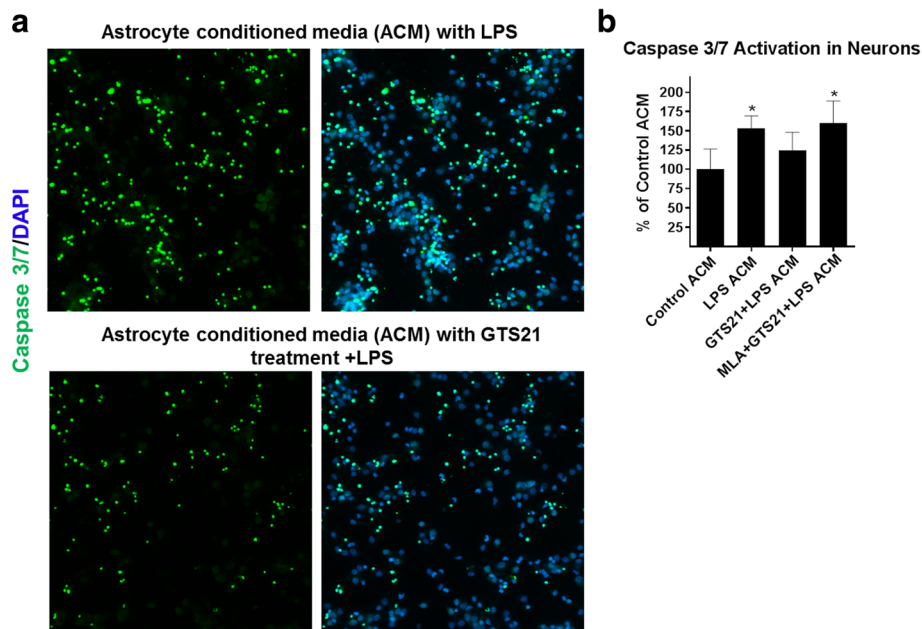 a
Astrocyte conditioned media (ACM) with LPS
Caspase 3/7/DAPI
Astrocyte conditioned media (ACM) with GTS21
treatment +LPS
b
Caspase 3/7 Activation in Neurons
% of Control ACM
200
175
150
125
100
75
50
25
*
*
Control ACM
LPS ACM
GTS21+LPS ACM
MLA+GTS21+LPS ACM